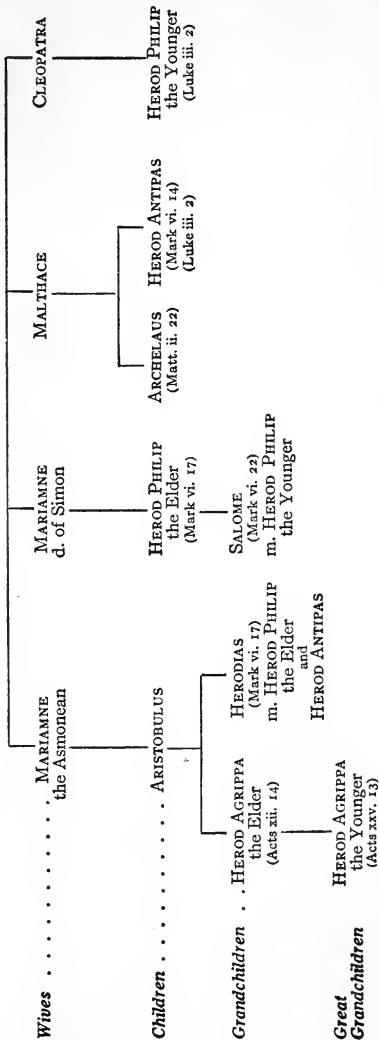 Wives . . . . . . . . . . . MARIAMNE
the Asmonean
MARIAMNE
d. of Simon
MALTHACE
CLEOPATRA
Children . . . . . . . . . . ARISTOBULUS
HEROD PHILIP
the Elder
(Mark vi. 17)
ARCHELAUS
(Matt. ii. 22)
HEROD ANTIPAS
(Mark vi. 14)
(Luke iii. 2)
HEROD PHILIP
the Younger
(Luke iii. 2)
Grandchildren . . HEROD AGRIPPA
the Elder
(Acts xii. 14)
HERODIAS
(Mark vi. 17)
m. HEROD PHILIP
the Elder
and
HEROD ANTIPAS
SALOME
(Mark vi. 22)
m. HEROD PHILIP
the Younger
Great
Grandchildren
HEROD AGRIPPA
the Younger
(Acts xxv. 13)